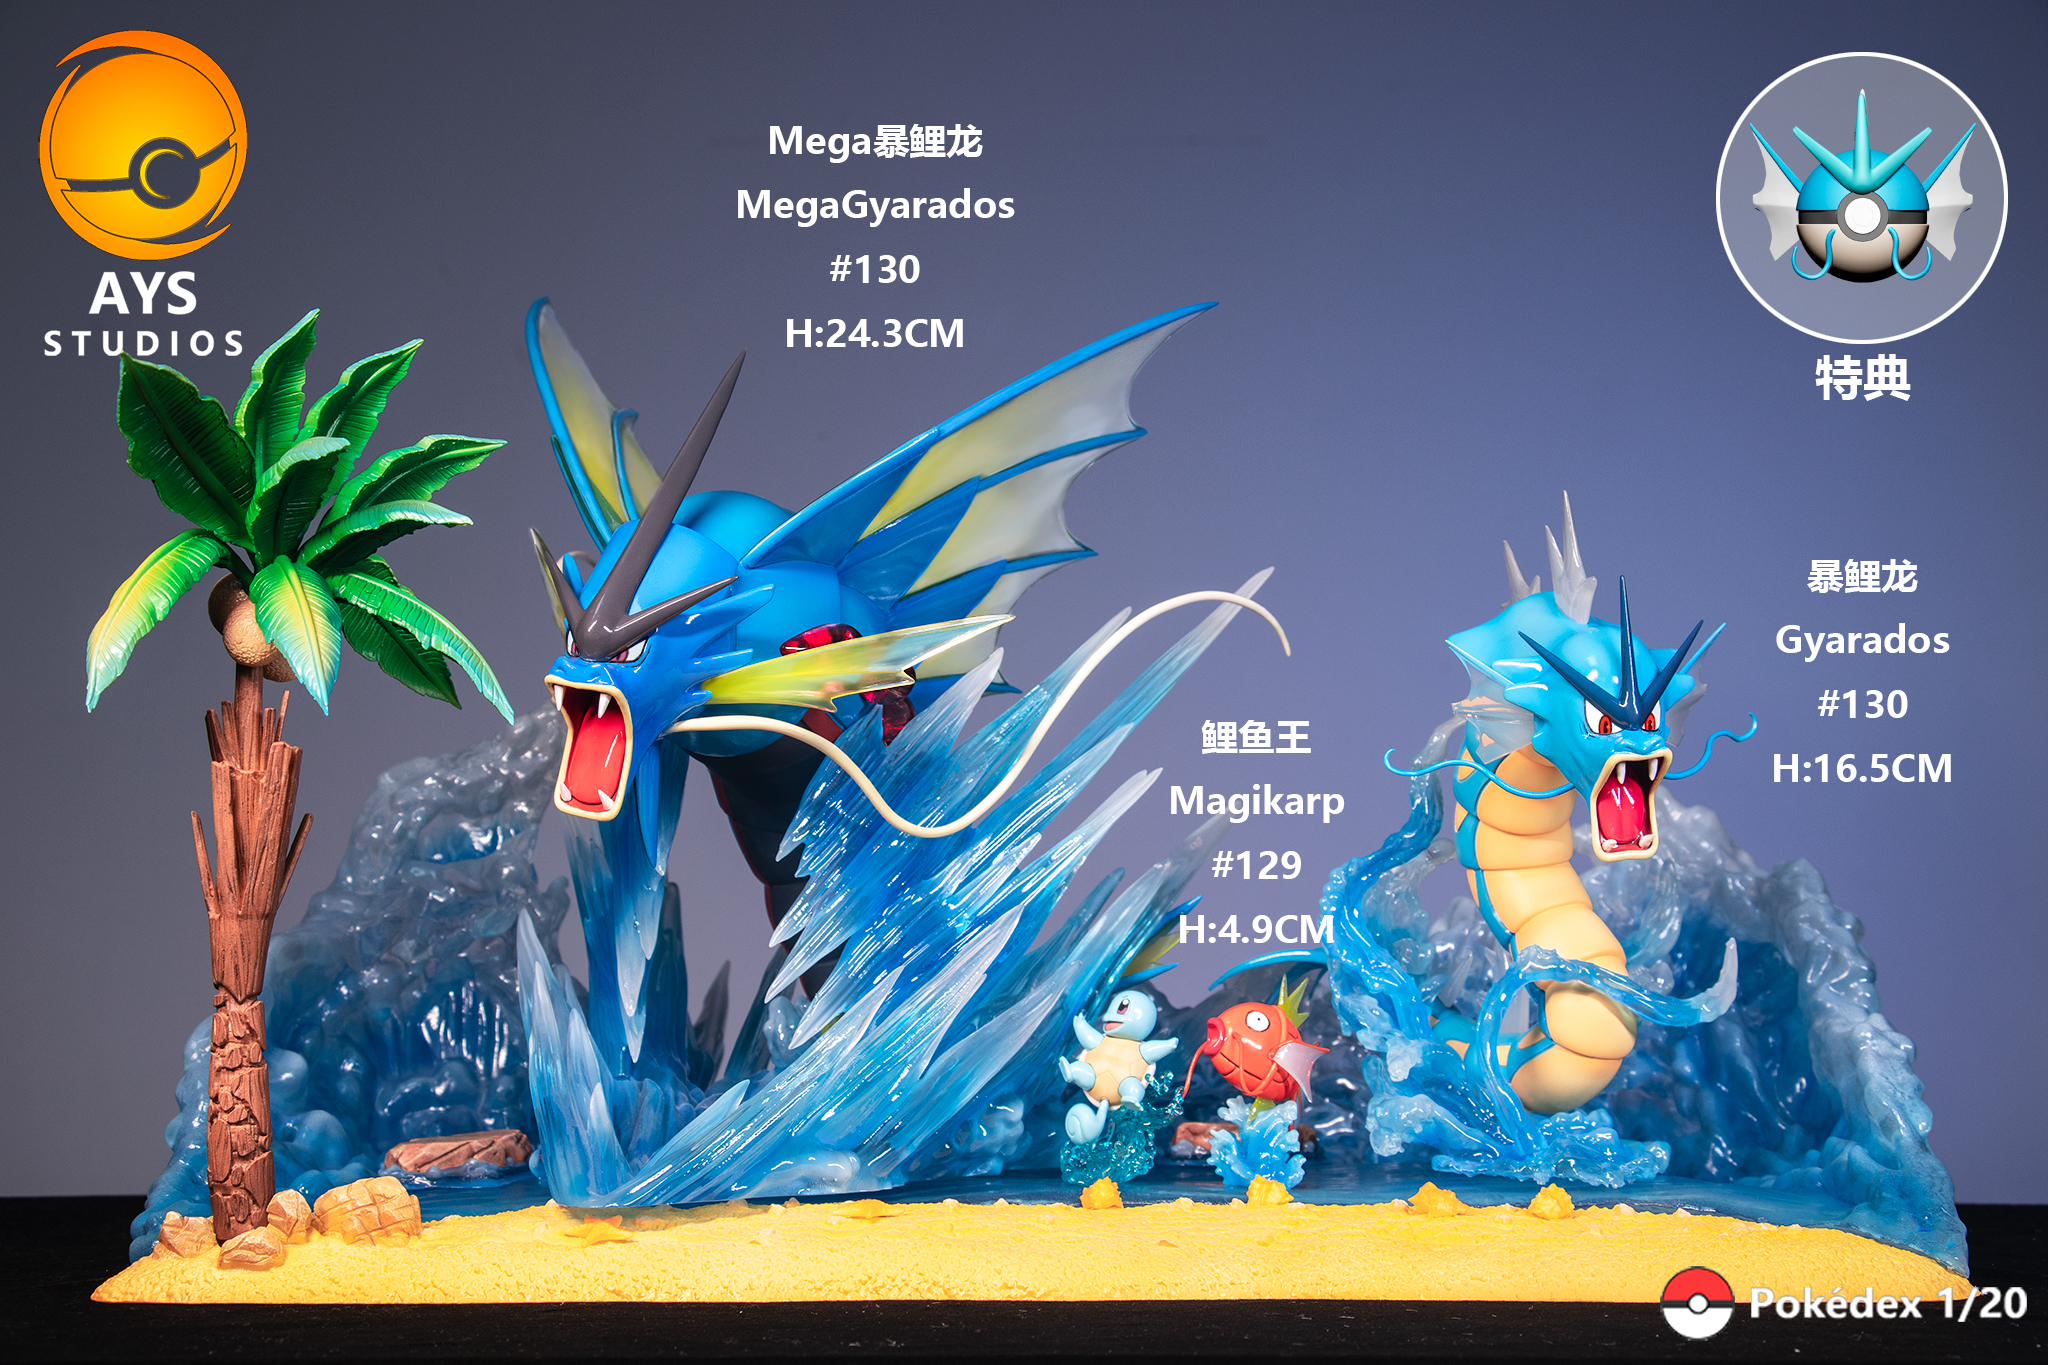 AYS
STUDIOS
Mega暴鲤龙
MegaGyarados
#130
H:24.3CM
特典
暴鲤龙
Gyarados
#130
H:16.5CM
鲤鱼王
Magikarp
#129
H:4.9CM
Pokédex 1/20